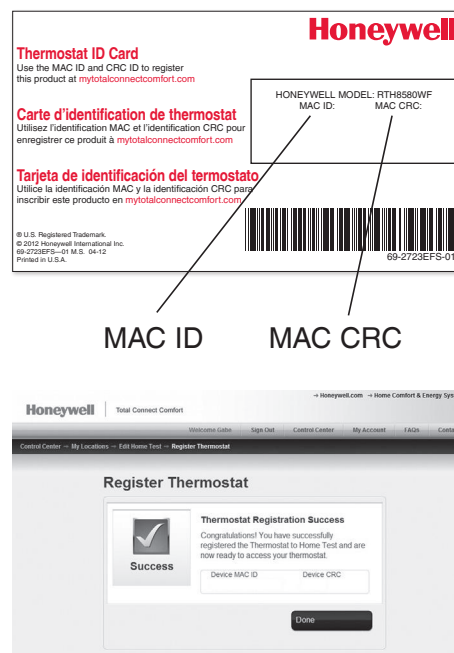 Honeywell
Thermostat ID Card
Use the MAC ID and CRC ID to register
this product at mytotalconnectcomfort.com
HONEYWELL MODEL: RTH8580WF
MAC ID: MAC CRC:
Carte d'identification de thermostat
Utilisez l'identification MAC et l'identification CRC pour
enregistrer ce produit à mytotalconnectcomfort.com
Tarjeta de identificación del termostato
Utilice la identificación MAC y la identificación CRC para
inscribir este producto en mytotalconnectcomfort.com
® U.S. Registered Trademark.
© 2012 Honeywell International Inc.
69-2723EFS—01 M.S. 04-12
Printed in U.S.A.
69-2723EFS-01
MAC ID MAC CRC
→ Honeywell.com → Home Comfort & Energy Sys
Honeywell Total Connect Comfort
Welcome Gabe Sign Out Control Center My Account FAQs Conta
Control Center → My Locations → Edit Home Test → Register Thermostat
Register Thermostat
Thermostat Registration Success
Congratulations! You have successfully
registered the Thermostat to Home Test and are
now ready to access your thermostat.
Success
Device MAC ID Device CRC
Done